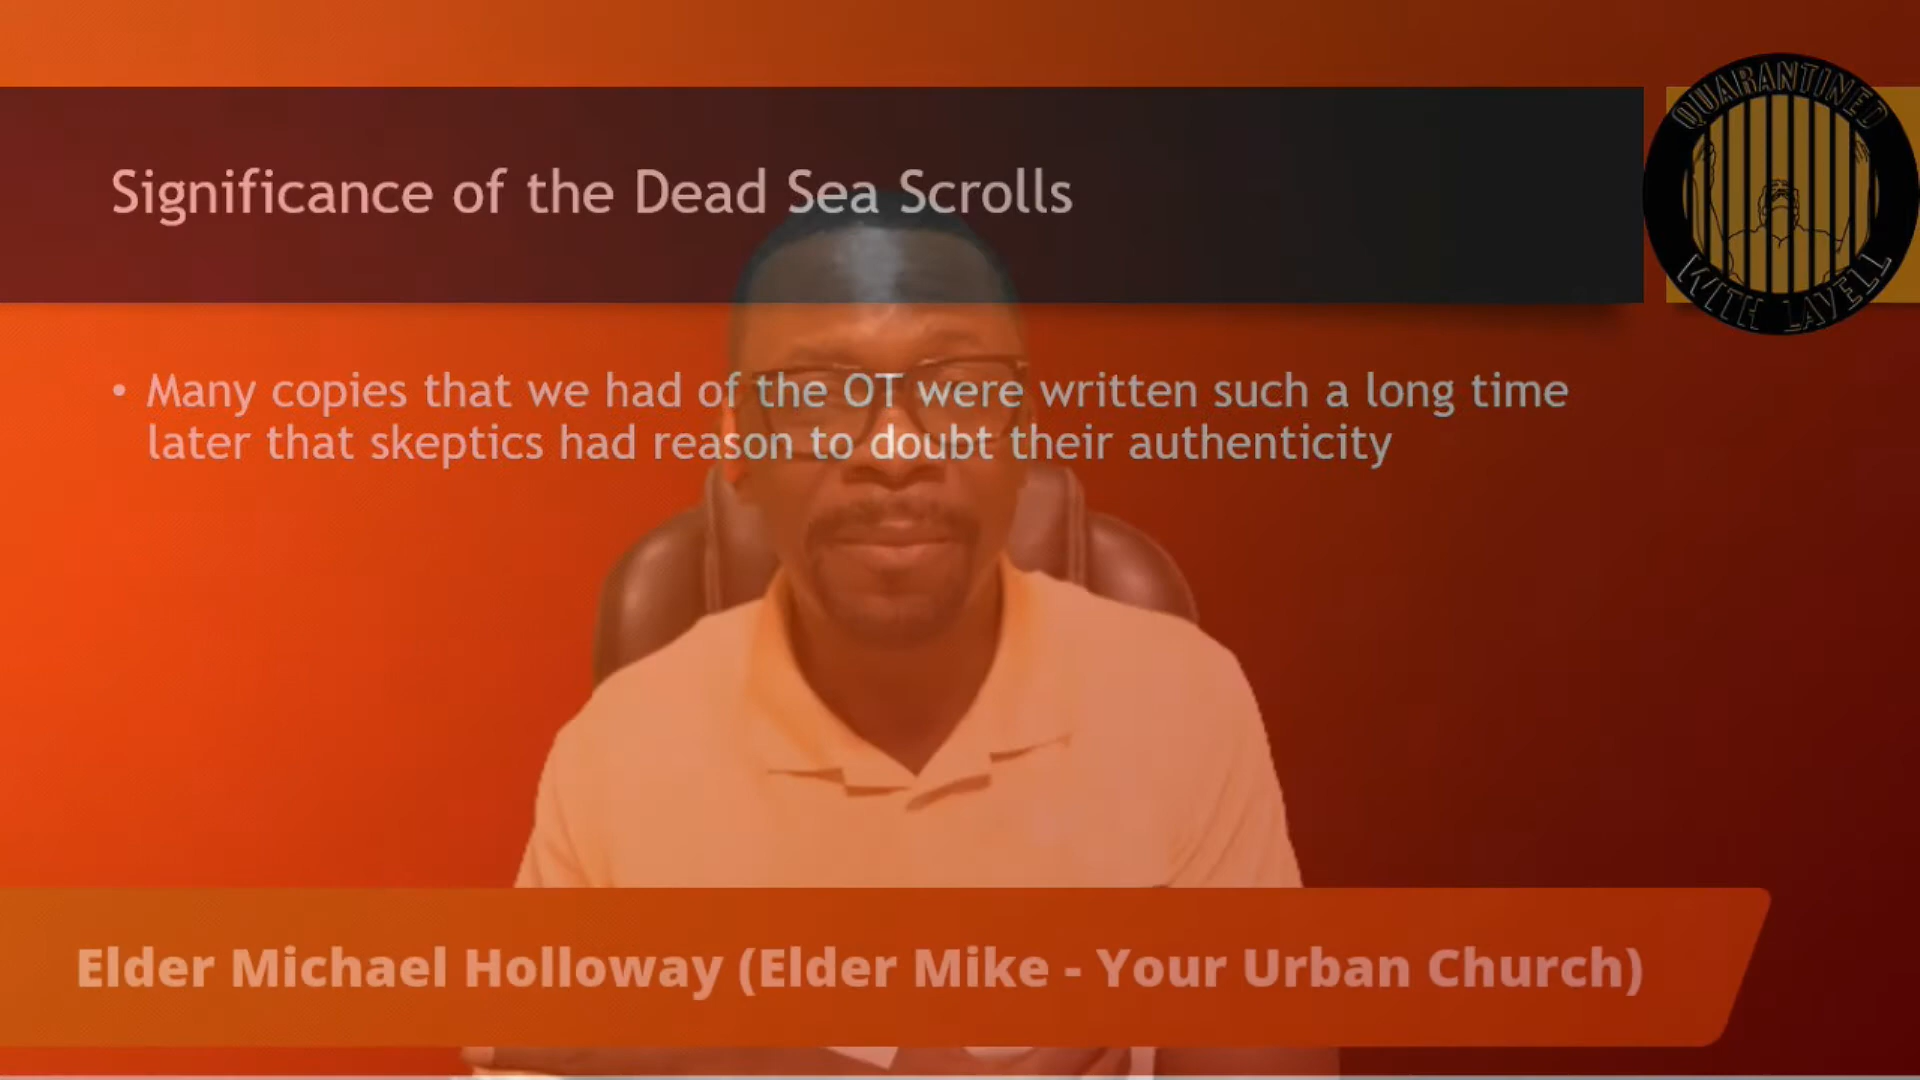 QUARANTINED
WITH LAVELL
Significance of the Dead Sea Scrolls
• Many copies that we had of the OT were written such a long time
later that skeptics had reason to doubt their authenticity
Elder Michael Holloway (Elder Mike - Your Urban Church)